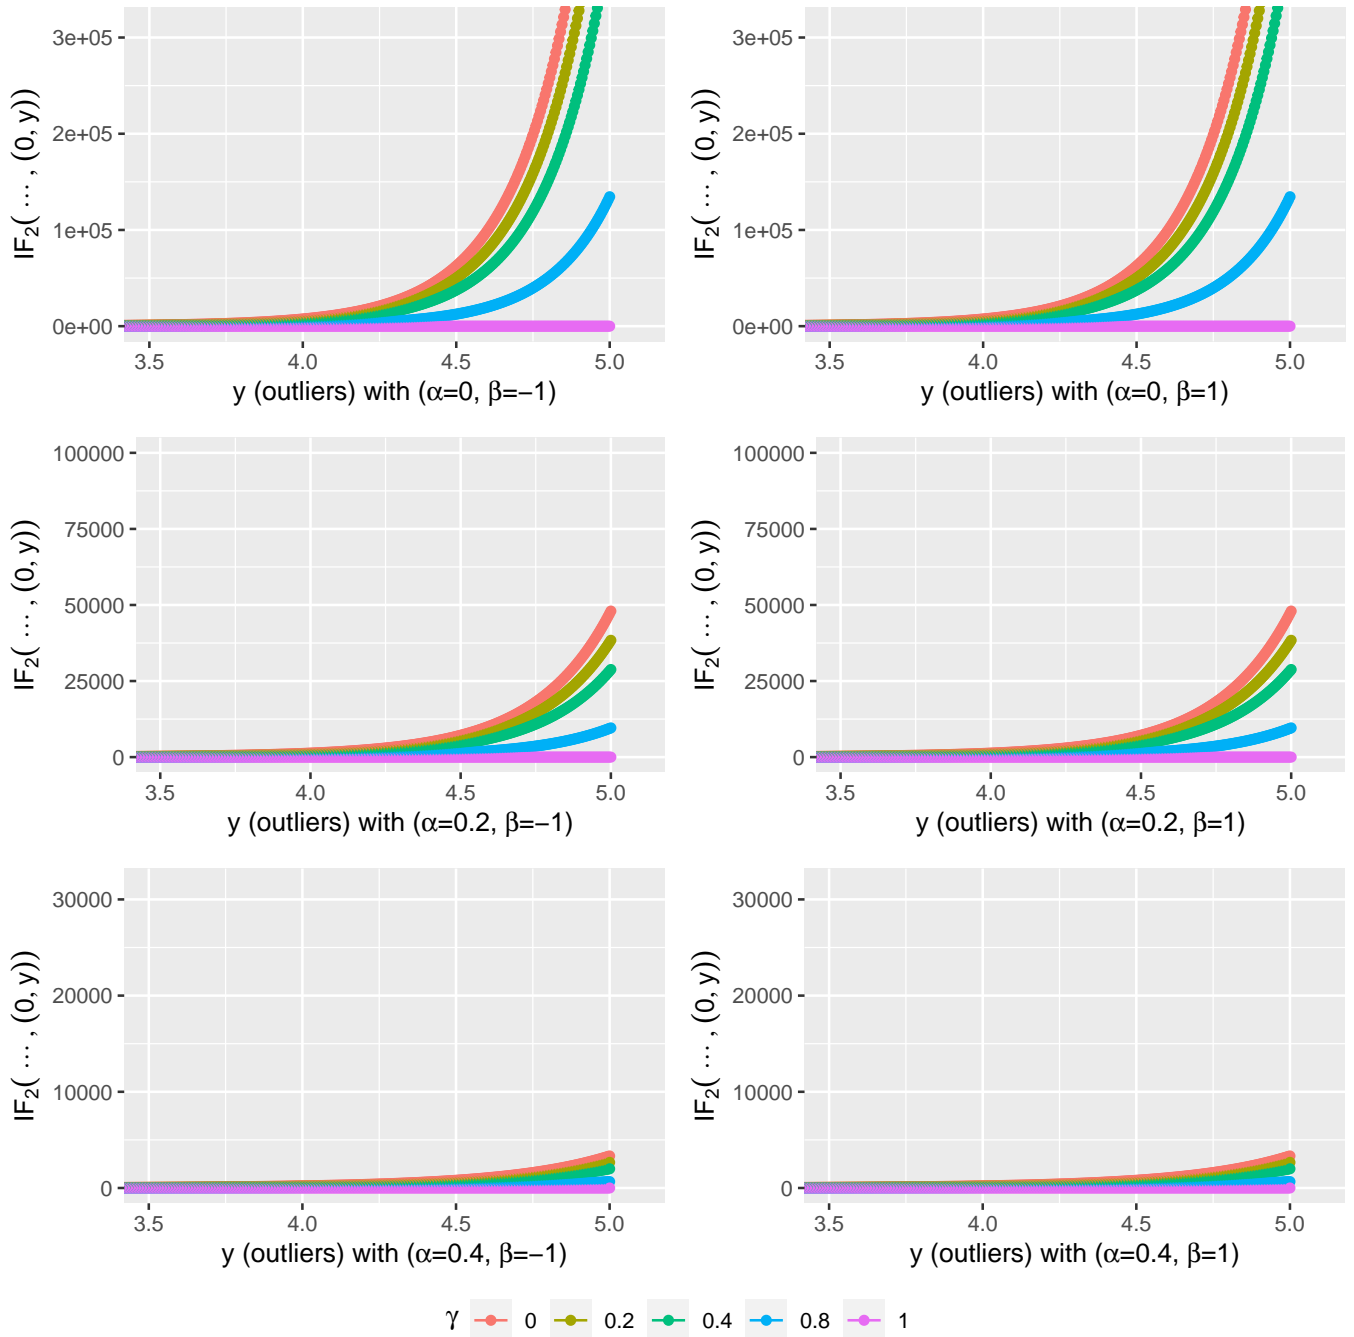 3e+05
2e+05
1e+05
0e+00
IF₂( ⋯ , (0, y))
3.5 4.0 4.5 5.0
y (outliers) with (α=0, β=−1)
3e+05
2e+05
1e+05
0e+00
IF₂( ⋯ , (0, y))
3.5 4.0 4.5 5.0
y (outliers) with (α=0, β=1)
100000
75000
50000
25000
0
IF₂( ⋯ , (0, y))
3.5 4.0 4.5 5.0
y (outliers) with (α=0.2, β=−1)
100000
75000
50000
25000
0
IF₂( ⋯ , (0, y))
3.5 4.0 4.5 5.0
y (outliers) with (α=0.2, β=1)
30000
20000
10000
0
IF₂( ⋯ , (0, y))
3.5 4.0 4.5 5.0
y (outliers) with (α=0.4, β=−1)
30000
20000
10000
0
IF₂( ⋯ , (0, y))
3.5 4.0 4.5 5.0
y (outliers) with (α=0.4, β=1)
γ 0 0.2 0.4 0.8 1